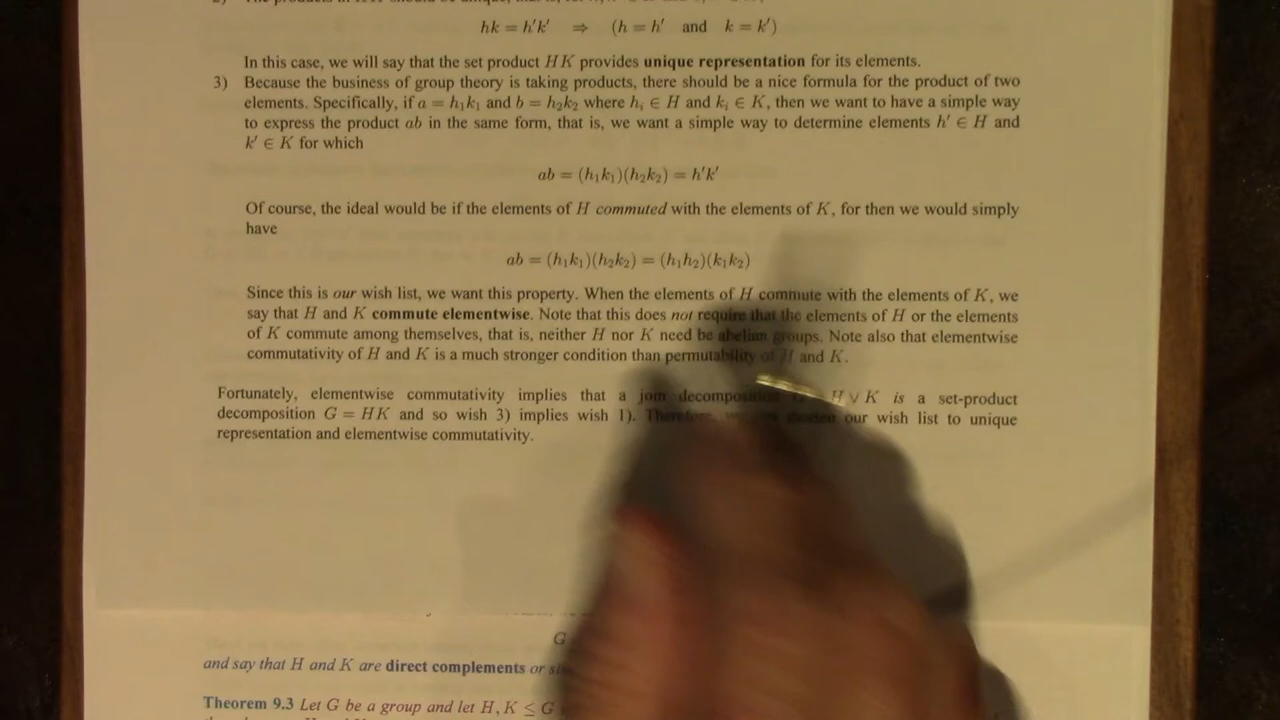 hk = h′k′ ⇒ (h = h′ and k = k′)
In this case, we will say that the set product HK provides unique representation for its elements.
3) Because the business of group theory is taking products, there should be a nice formula for the product of two
elements. Specifically, if a = h₁k₁ and b = h₂k₂ where hᵢ ∈ H and kᵢ ∈ K, then we want to have a simple way
to express the product ab in the same form, that is, we want a simple way to determine elements h′ ∈ H and
k′ ∈ K for which
ab = (h₁k₁)(h₂k₂) = h′k′
Of course, the ideal would be if the elements of H commuted with the elements of K, for then we would simply
have
ab = (h₁k₁)(h₂k₂) = (h₁h₂)(k₁k₂)
Since this is our wish list, we want this property. When the elements of H commute with the elements of K, we
say that H and K commute elementwise. Note that this does not require that the elements of H or the elements
of K commute among themselves, that is, neither H nor K need be abelian groups. Note also that elementwise
commutativity of H and K is a much stronger condition than permutability of H and K.
Fortunately, elementwise commutativity implies that a join decomposition H ∨ K is a set-product
decomposition G = HK and so wish 3) implies wish 1). Therefore, our wish list to unique
representation and elementwise commutativity.
G
and say that H and K are direct complements or
Theorem 9.3 Let G be a group and let H, K ≤ G